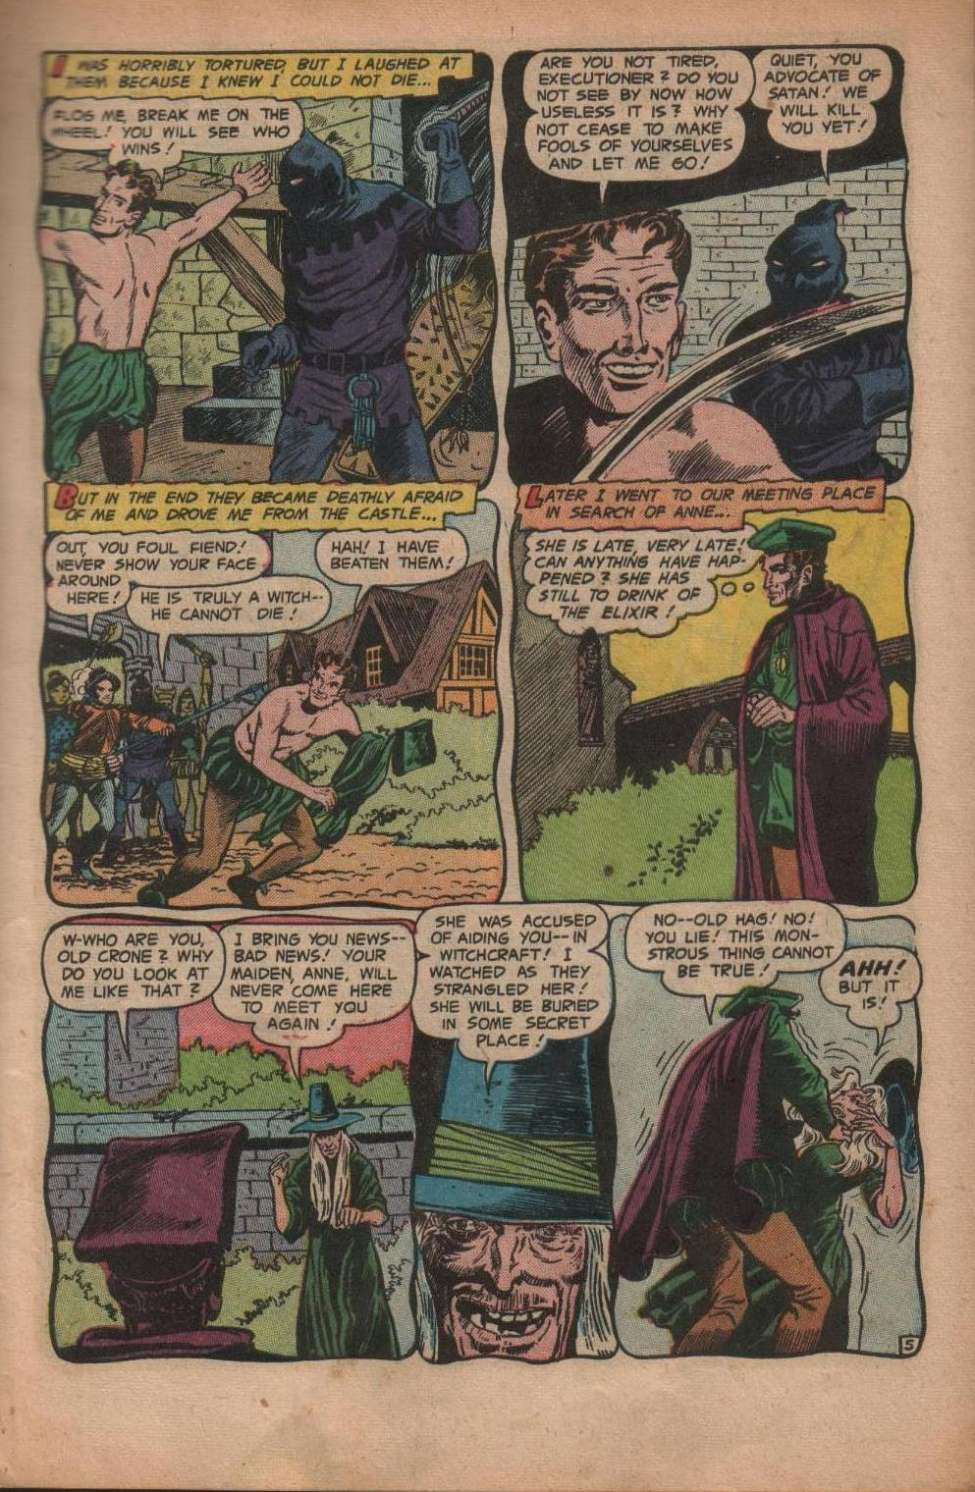 I WAS HORRIBLY TORTURED, BUT I LAUGHED AT
THEM BECAUSE I KNEW I COULD NOT DIE...
FLOG ME, BREAK ME ON THE
WHEEL! YOU WILL SEE WHO
WINS!
ARE YOU NOT TIRED,
EXECUTIONER? DO YOU
NOT SEE BY NOW HOW
USELESS IT IS? WHY
NOT CEASE TO MAKE
FOOLS OF YOURSELVES
AND LET ME GO!
QUIET, YOU
ADVOCATE OF
SATAN! WE
WILL KILL
YOU YET!
BUT IN THE END THEY BECAME DEATHLY AFRAID
OF ME AND DROVE ME FROM THE CASTLE...
OUT, YOU FOUL FIEND!
NEVER SHOW YOUR FACE
AROUND
HERE!
HE IS TRULY A WITCH--
HE CANNOT DIE!
HAH! I HAVE
BEATEN THEM!
LATER I WENT TO OUR MEETING PLACE
IN SEARCH OF ANNE...
SHE IS LATE, VERY LATE!
CAN ANYTHING HAVE HAP-
PENED? SHE HAS
STILL TO DRINK OF
THE ELIXIR!
W-WHO ARE YOU,
OLD CRONE? WHY
DO YOU LOOK AT
ME LIKE THAT?
I BRING YOU NEWS--
BAD NEWS! YOUR
MAIDEN, ANNE, WILL
NEVER COME HERE
TO MEET YOU
AGAIN!
SHE WAS ACCUSED
OF AIDING YOU--IN
WITCHCRAFT! I
WATCHED AS THEY
STRANGLED HER!
SHE WILL BE BURIED
IN SOME SECRET
PLACE!
NO--OLD HAG! NO!
YOU LIE! THIS MON-
STROUS THING CANNOT
BE TRUE!
AHH!
BUT IT
IS!
5